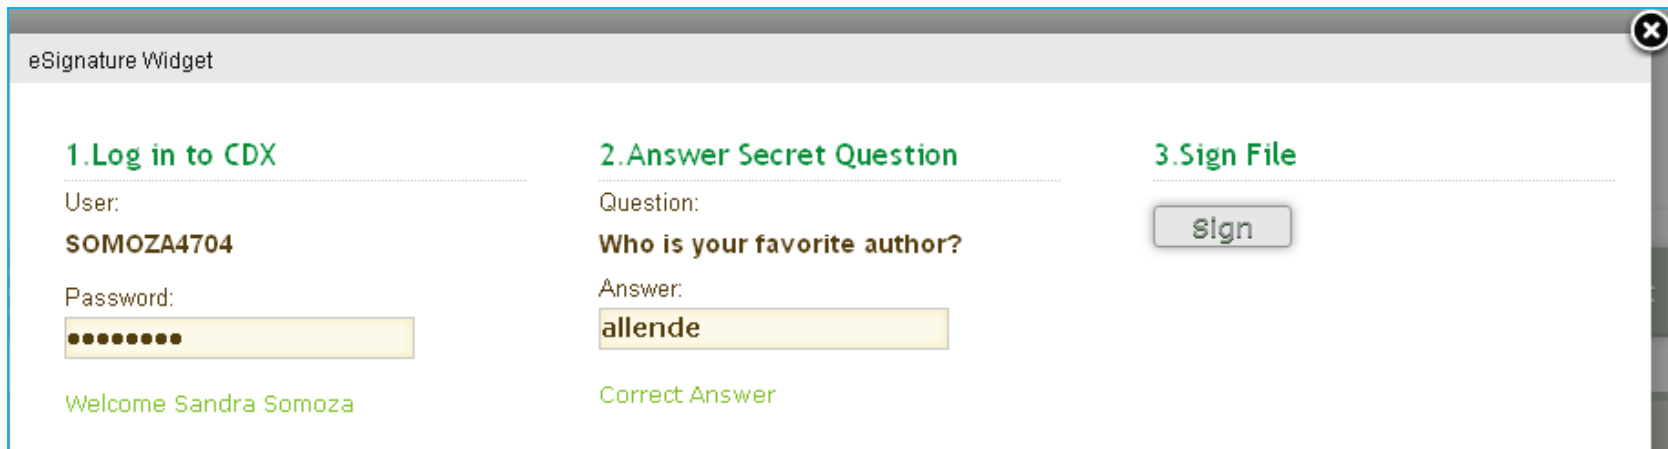 eSignature Widget
1.Log in to CDX
User:
SOMOZA4704
Password:
••••••••
Welcome Sandra Somoza
2.Answer Secret Question
Question:
Who is your favorite author?
Answer:
allende
Correct Answer
3.Sign File
Sign